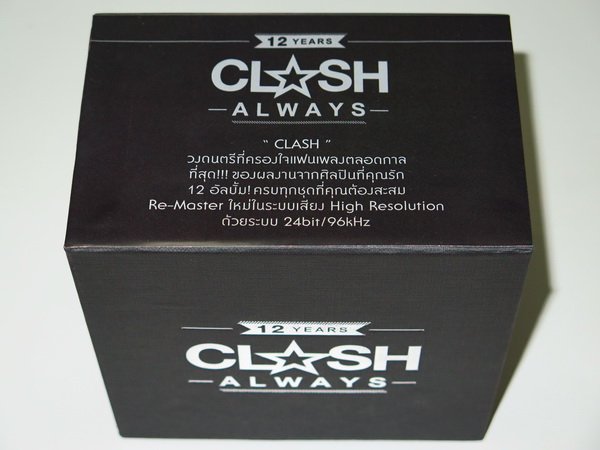 12 YEARS
CLASH
ALWAYS
“ CLASH ”
วงดนตรีที่ครองใจแฟนเพลงตลอดกาล
ที่สุด!!! ของผลงานจากศิลปินที่คุณรัก
12 อัลบั้ม! ครบทุกชุดที่คุณต้องสะสม
Re-Master ใหม่ในระบบเสียง High Resolution
ด้วยระบบ 24bit/96kHz
12 YEARS
CLASH
ALWAYS